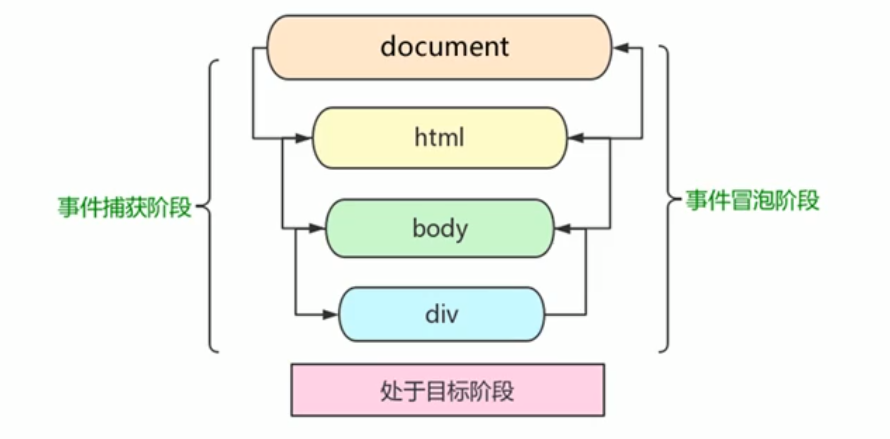 document
html
事件捕获阶段
事件冒泡阶段
body
div
处于目标阶段